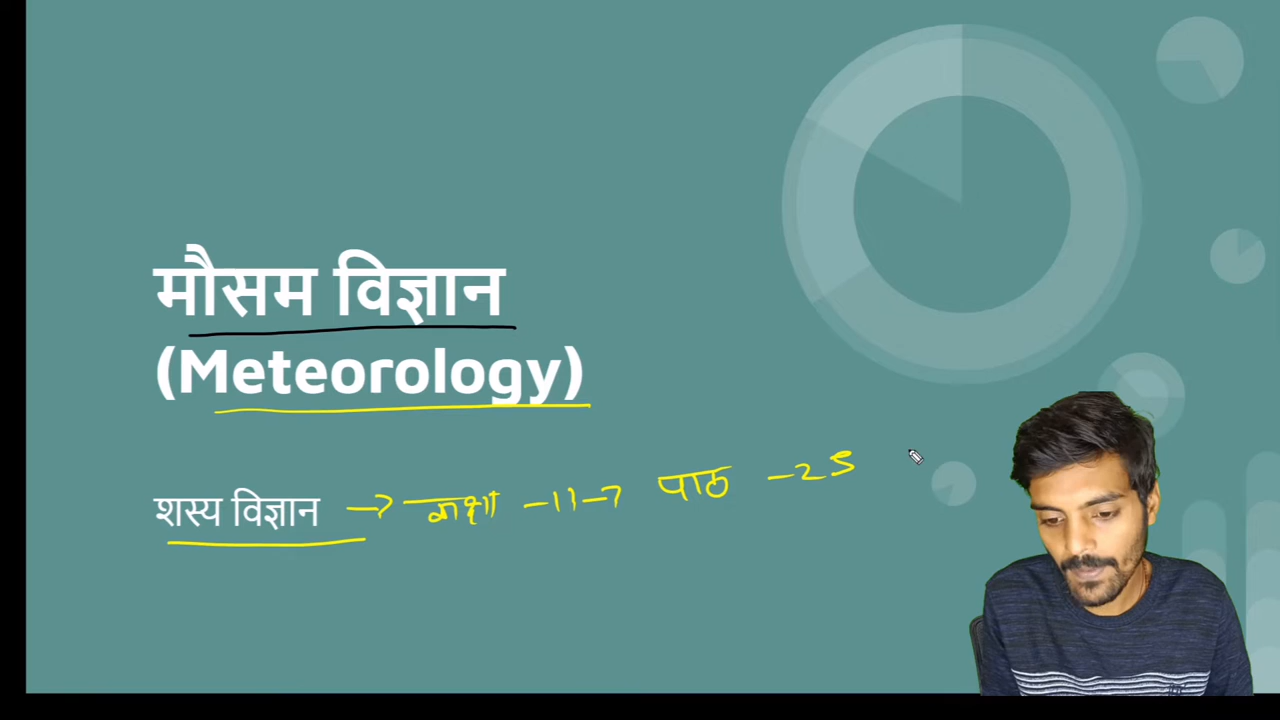 मौसम विज्ञान
(Meteorology)
शस्य विज्ञान → कक्षा -11→ पाठ -25